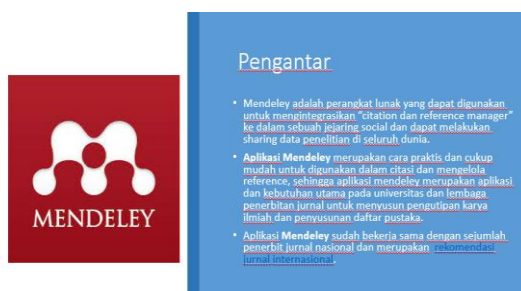 MENDELEY
Pengantar
• Mendeley adalah perangkat lunak yang dapat digunakan
untuk mengintegrasikan "citation dan reference manager"
ke dalam sebuah jejaring social dan dapat melakukan
sharing data penelitian di seluruh dunia.
• Aplikasi Mendeley merupakan cara praktis dan cukup
mudah untuk digunakan dalam citasi dan mengelola
reference, sehingga aplikasi mendeley merupakan aplikasi
dan kebutuhan utama pada universitas dan lembaga
penerbitan jurnal untuk menyusun pengutipan karya
ilmiah dan penyusunan daftar pustaka.
• Aplikasi Mendeley sudah bekerja sama dengan sejumlah
penerbit jurnal nasional dan merupakan rekomendasi
jurnal internasional.